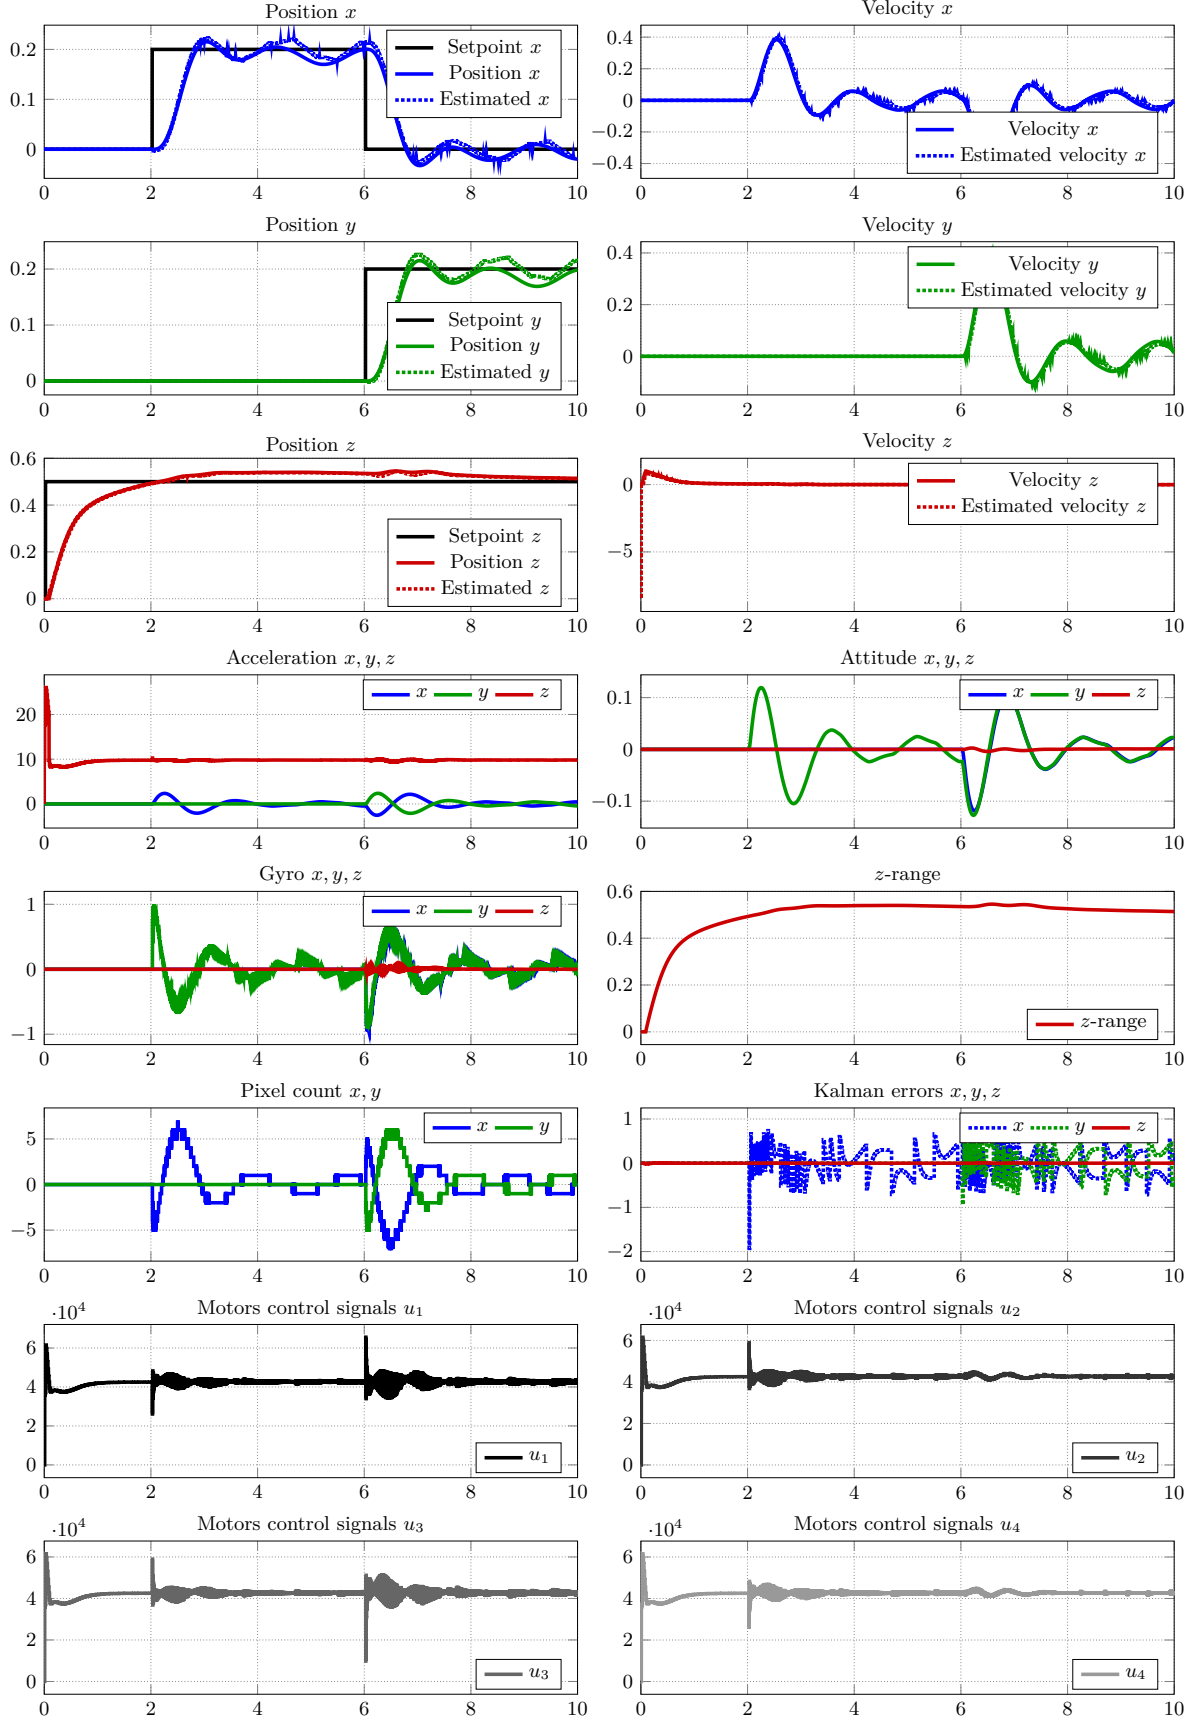 Position x
0.2
0.1
0
0 2 4 6 8 10
Setpoint x
Position x
Estimated x
Velocity x
0.4
0.2
0
−0.2
−0.4
0 2 4 6 8 10
Velocity x
Estimated velocity x
Position y
0.2
0.1
0
0 2 4 6 8 10
Setpoint y
Position y
Estimated y
Velocity y
0.4
0.2
0
0 2 4 6 8 10
Velocity y
Estimated velocity y
Position z
0.6
0.4
0.2
0
0 2 4 6 8 10
Setpoint z
Position z
Estimated z
Velocity z
0
−5
0 2 4 6 8 10
Velocity z
Estimated velocity z
Acceleration x, y, z
20
10
0
0 2 4 6 8 10
x y z
Attitude x, y, z
0.1
0
−0.1
0 2 4 6 8 10
x y z
Gyro x, y, z
1
0
−1
0 2 4 6 8 10
x y z
z-range
0.6
0.4
0.2
0
0 2 4 6 8 10
z-range
Pixel count x, y
5
0
−5
0 2 4 6 8 10
x y
Kalman errors x, y, z
1
0
−1
−2
0 2 4 6 8 10
x y z
Motors control signals u₁
·10⁴
6
4
2
0
0 2 4 6 8 10
u₁
Motors control signals u₂
·10⁴
6
4
2
0
0 2 4 6 8 10
u₂
Motors control signals u₃
·10⁴
6
4
2
0
0 2 4 6 8 10
u₃
Motors control signals u₄
·10⁴
6
4
2
0
0 2 4 6 8 10
u₄